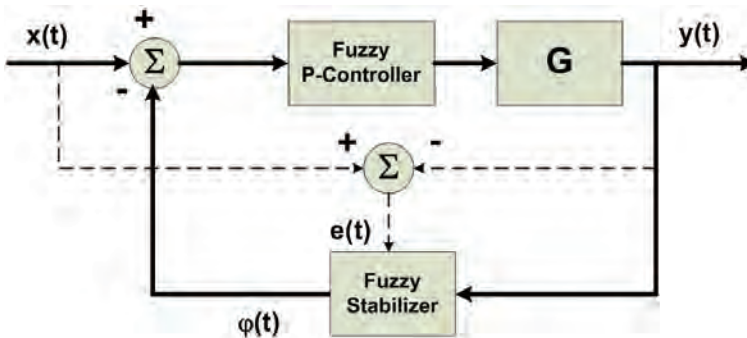 +
x(t)
Σ
-
Fuzzy
P-Controller
G
y(t)
+
Σ
-
e(t)
Fuzzy
Stabilizer
φ(t)